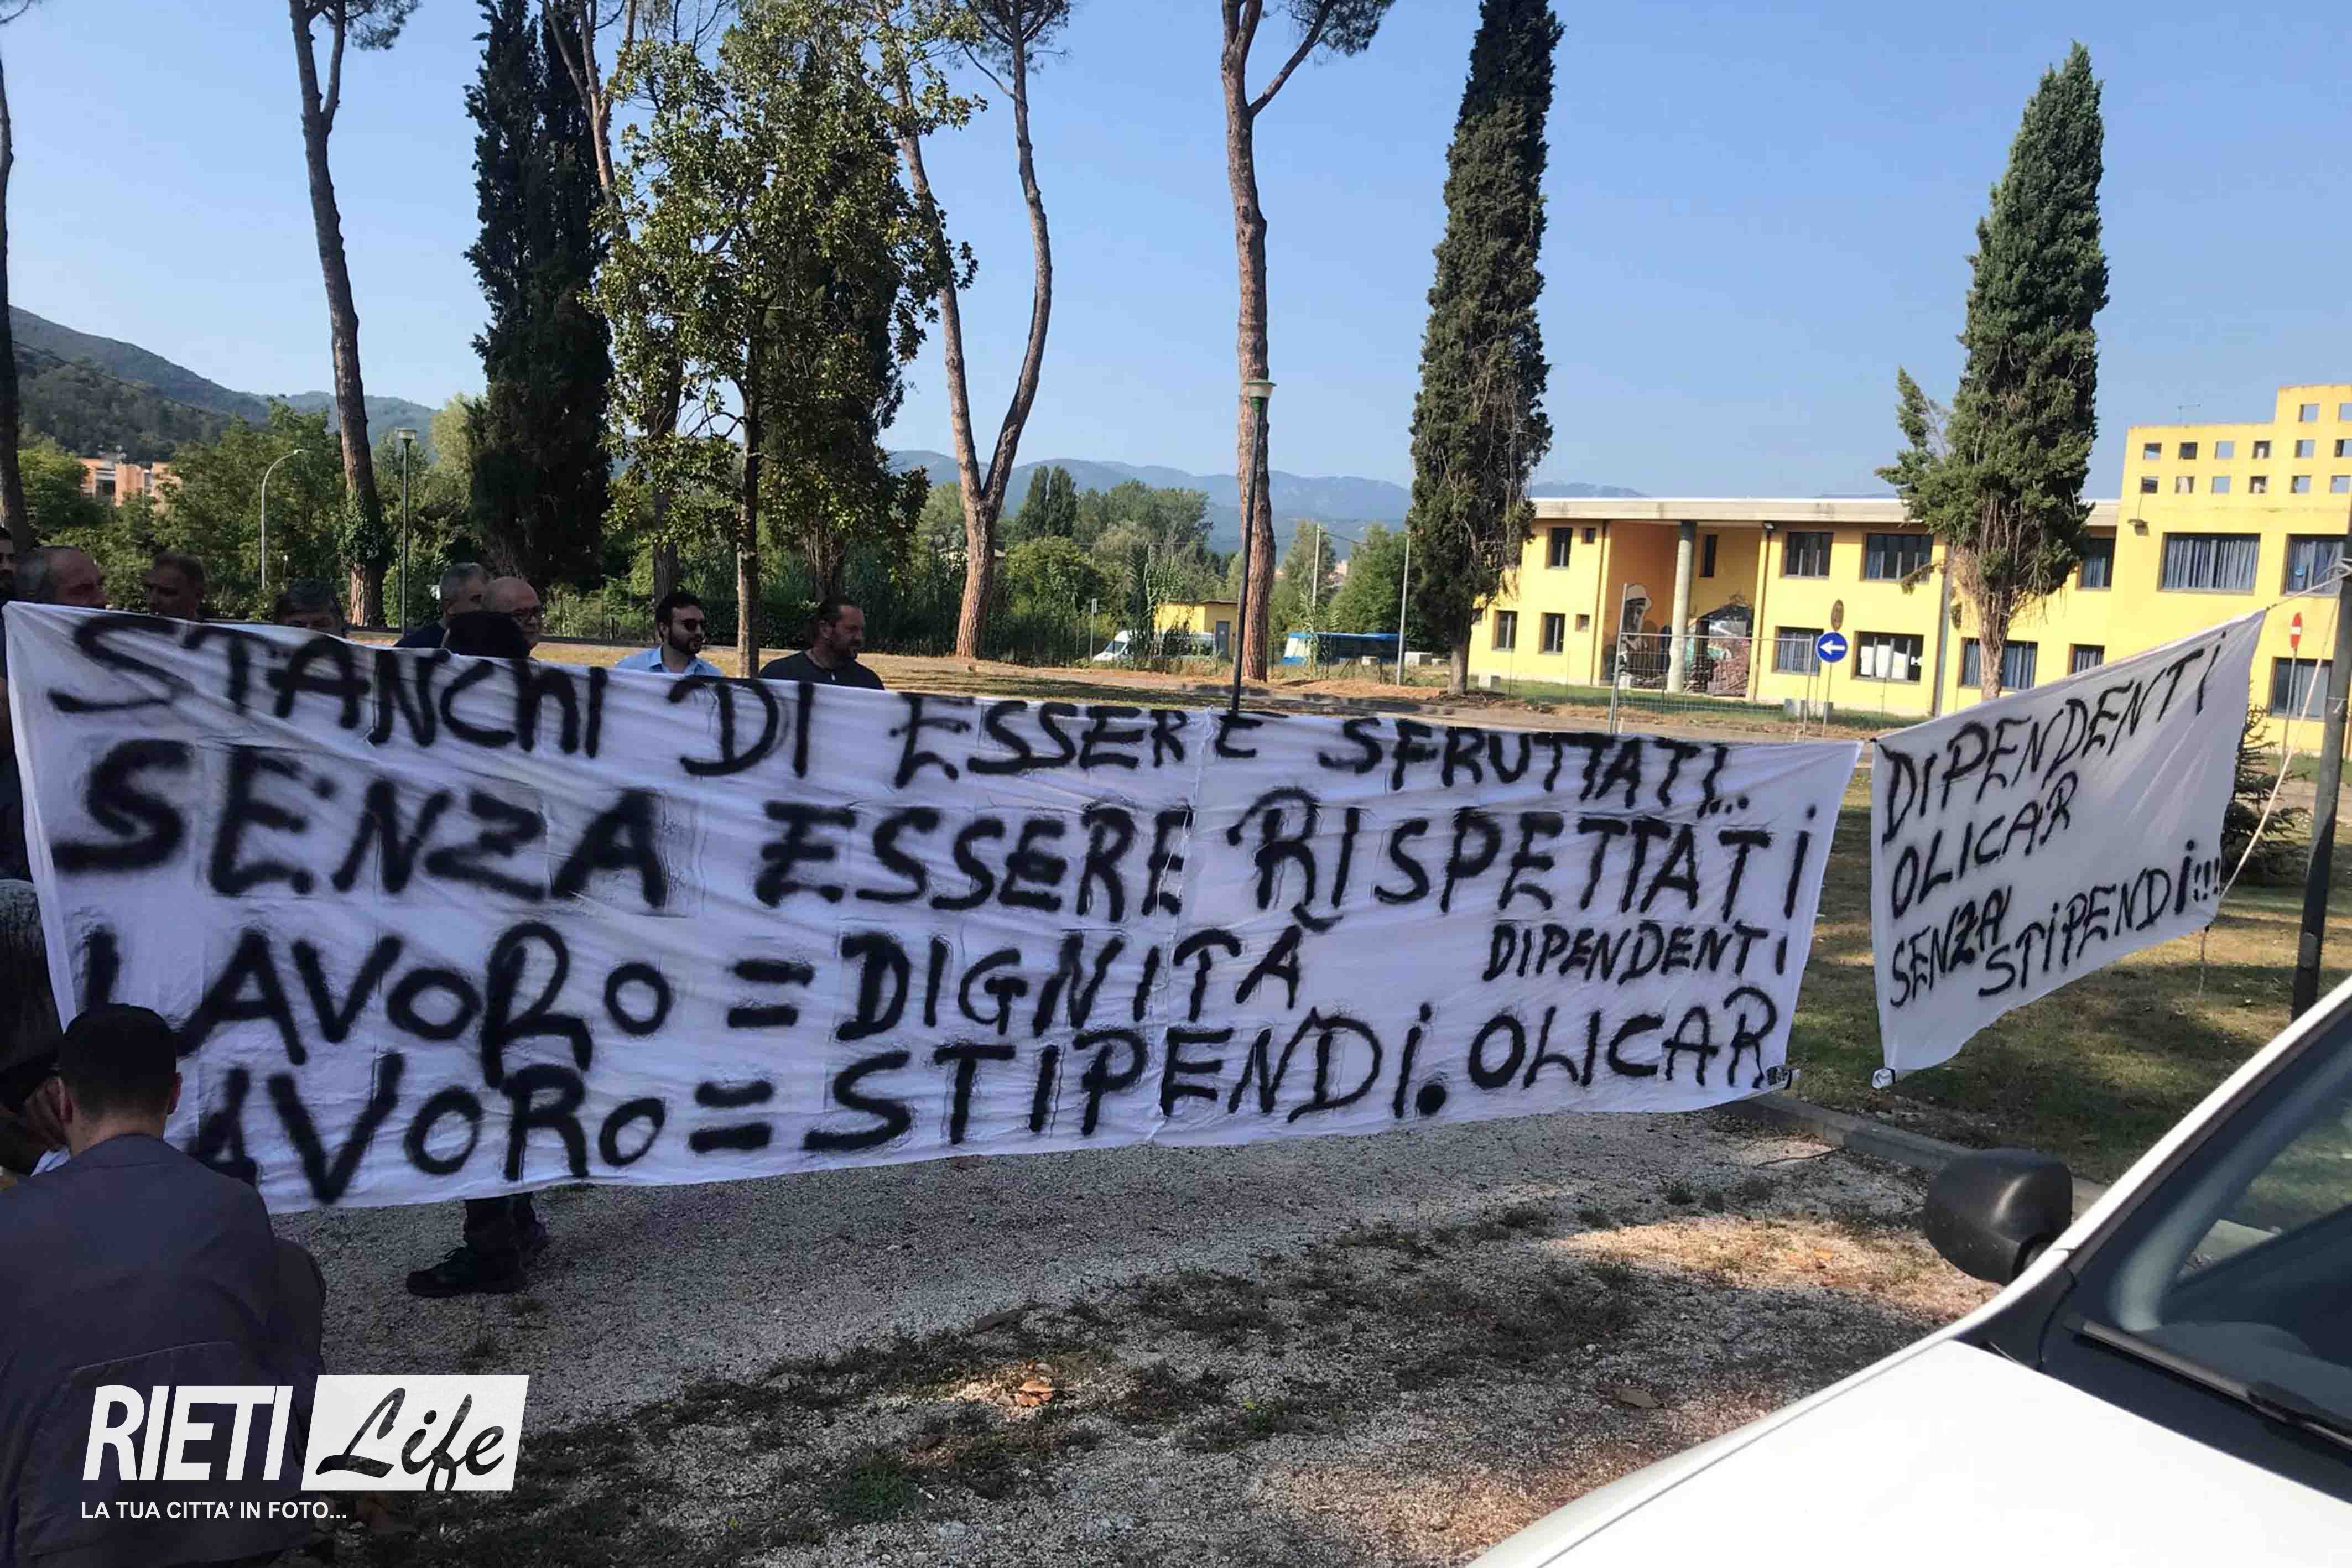 STANCHI DI ESSERE SFRUTTATI...
SENZA ESSERE RISPETTATI
LAVORO = DIGNITÀ
DIPENDENTI
LAVORO = STIPENDI. OLICAR
DIPENDENTI
OLICAR
SENZA
STIPENDI!!!
RIETI Life
LA TUA CITTA' IN FOTO...